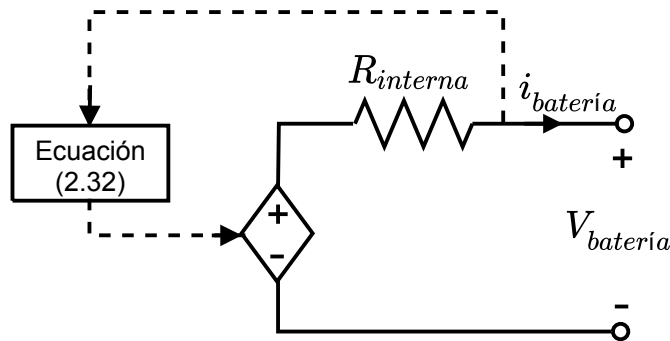 R_interna
i_batería
Ecuación
(2.32)
+
-
+
V_batería
-